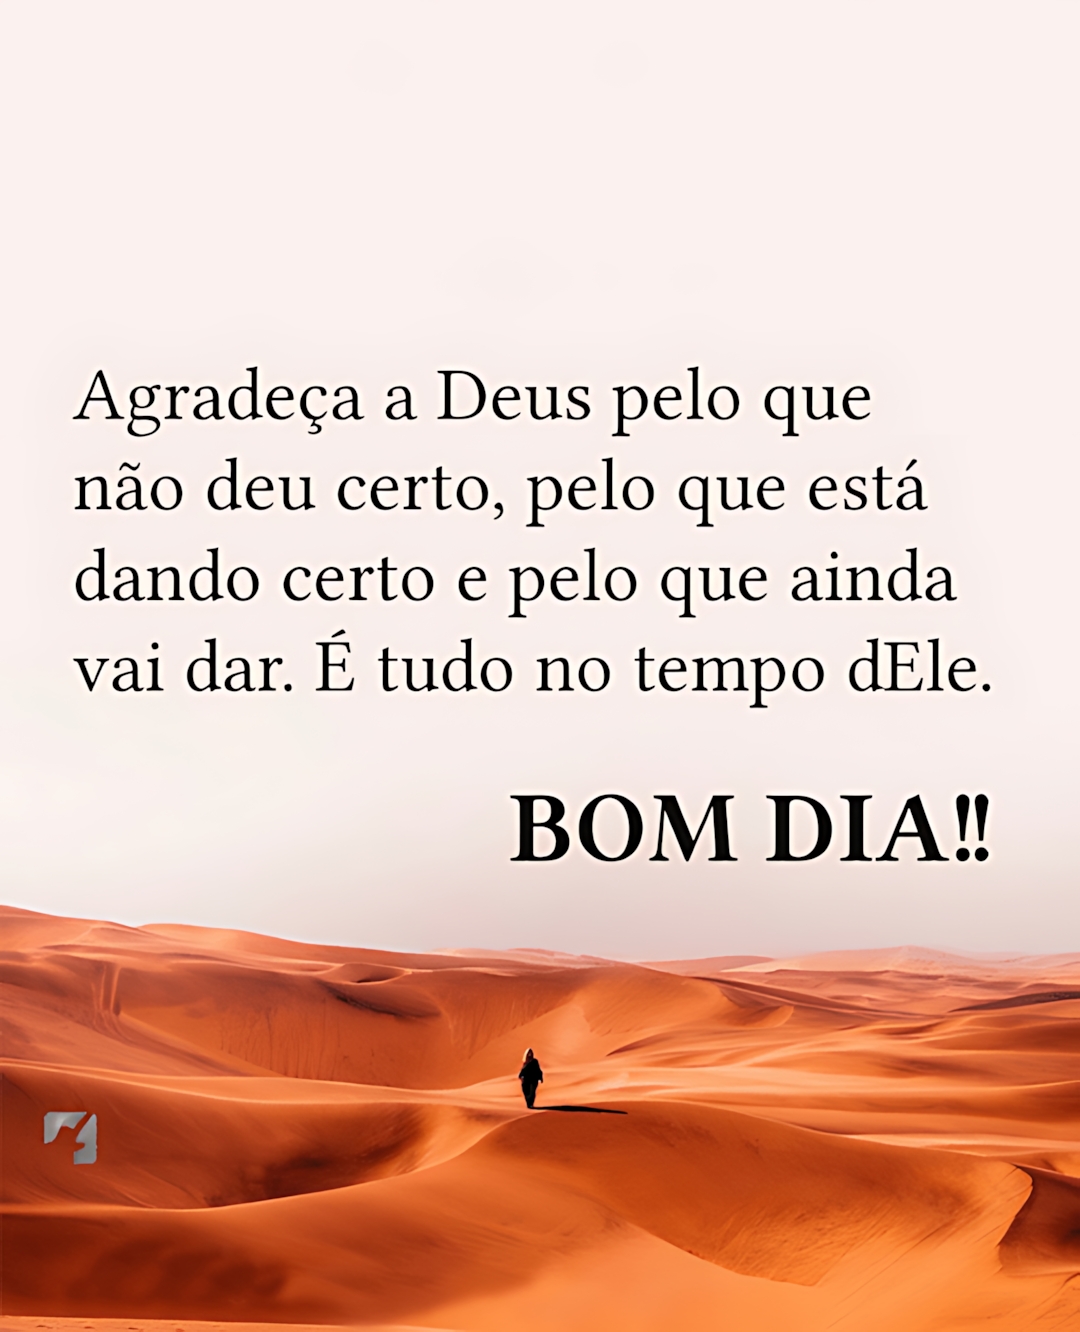 Agradeça a Deus pelo que
não deu certo, pelo que está
dando certo e pelo que ainda
vai dar. É tudo no tempo dEle.
BOM DIA!!